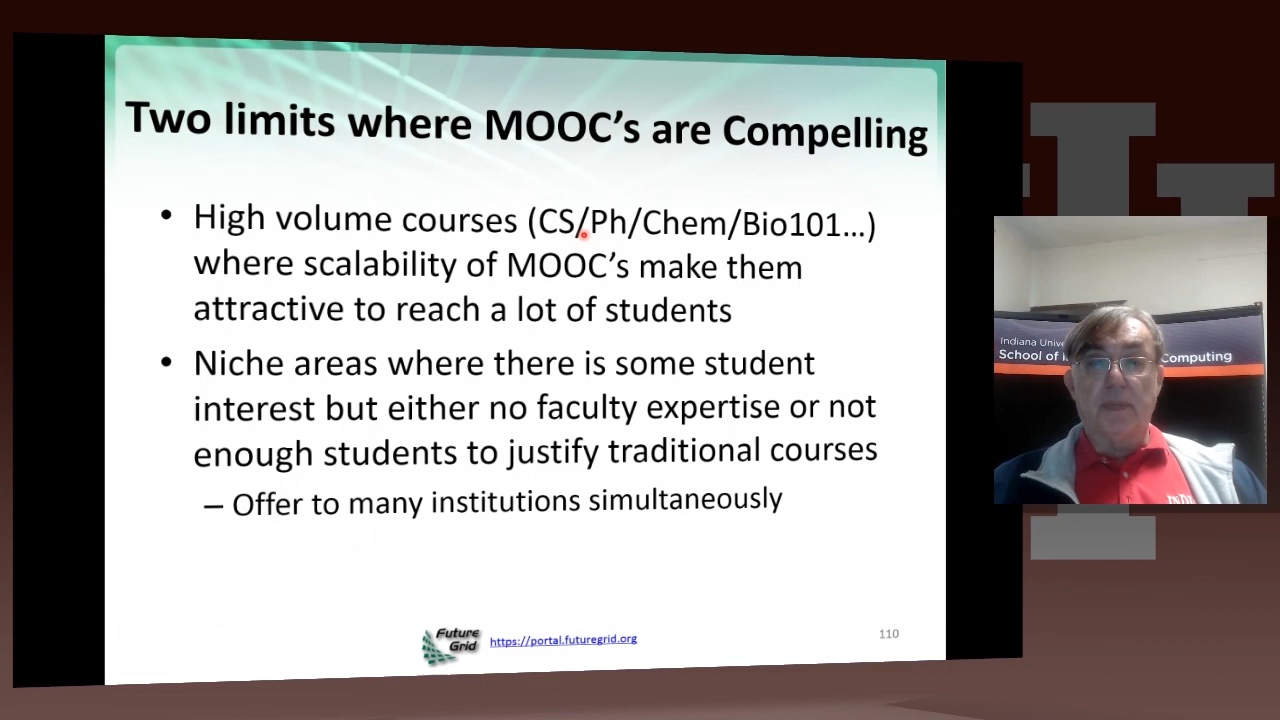 Two limits where MOOC's are Compelling
• High volume courses (CS/Ph/Chem/Bio101...)
where scalability of MOOC's make them
attractive to reach a lot of students
• Niche areas where there is some student
interest but either no faculty expertise or not
enough students to justify traditional courses
– Offer to many institutions simultaneously
Future
Grid
https://portal.futuregrid.org
110
Indiana
School of Computing